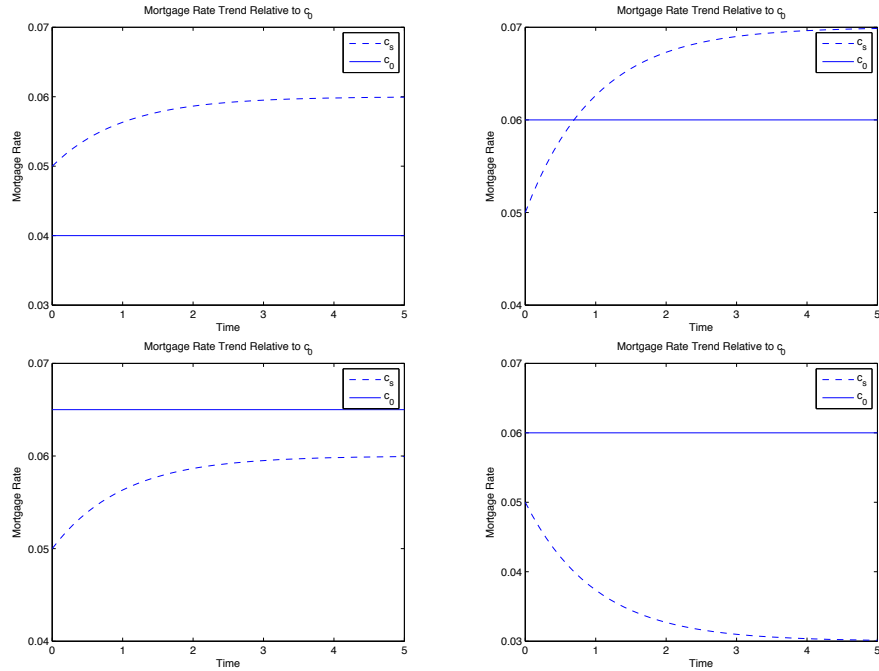 Mortgage Rate Trend Relative to c₀
0.07
0.06
0.05
0.04
0.03
Mortgage Rate
cₛ
c₀
0 1 2 3 4 5
Time
Mortgage Rate Trend Relative to c₀
0.07
0.06
0.05
0.04
Mortgage Rate
cₛ
c₀
0 1 2 3 4 5
Time
Mortgage Rate Trend Relative to c₀
0.07
0.06
0.05
0.04
Mortgage Rate
cₛ
c₀
0 1 2 3 4 5
Time
Mortgage Rate Trend Relative to c₀
0.07
0.06
0.05
0.04
0.03
Mortgage Rate
cₛ
c₀
0 1 2 3 4 5
Time